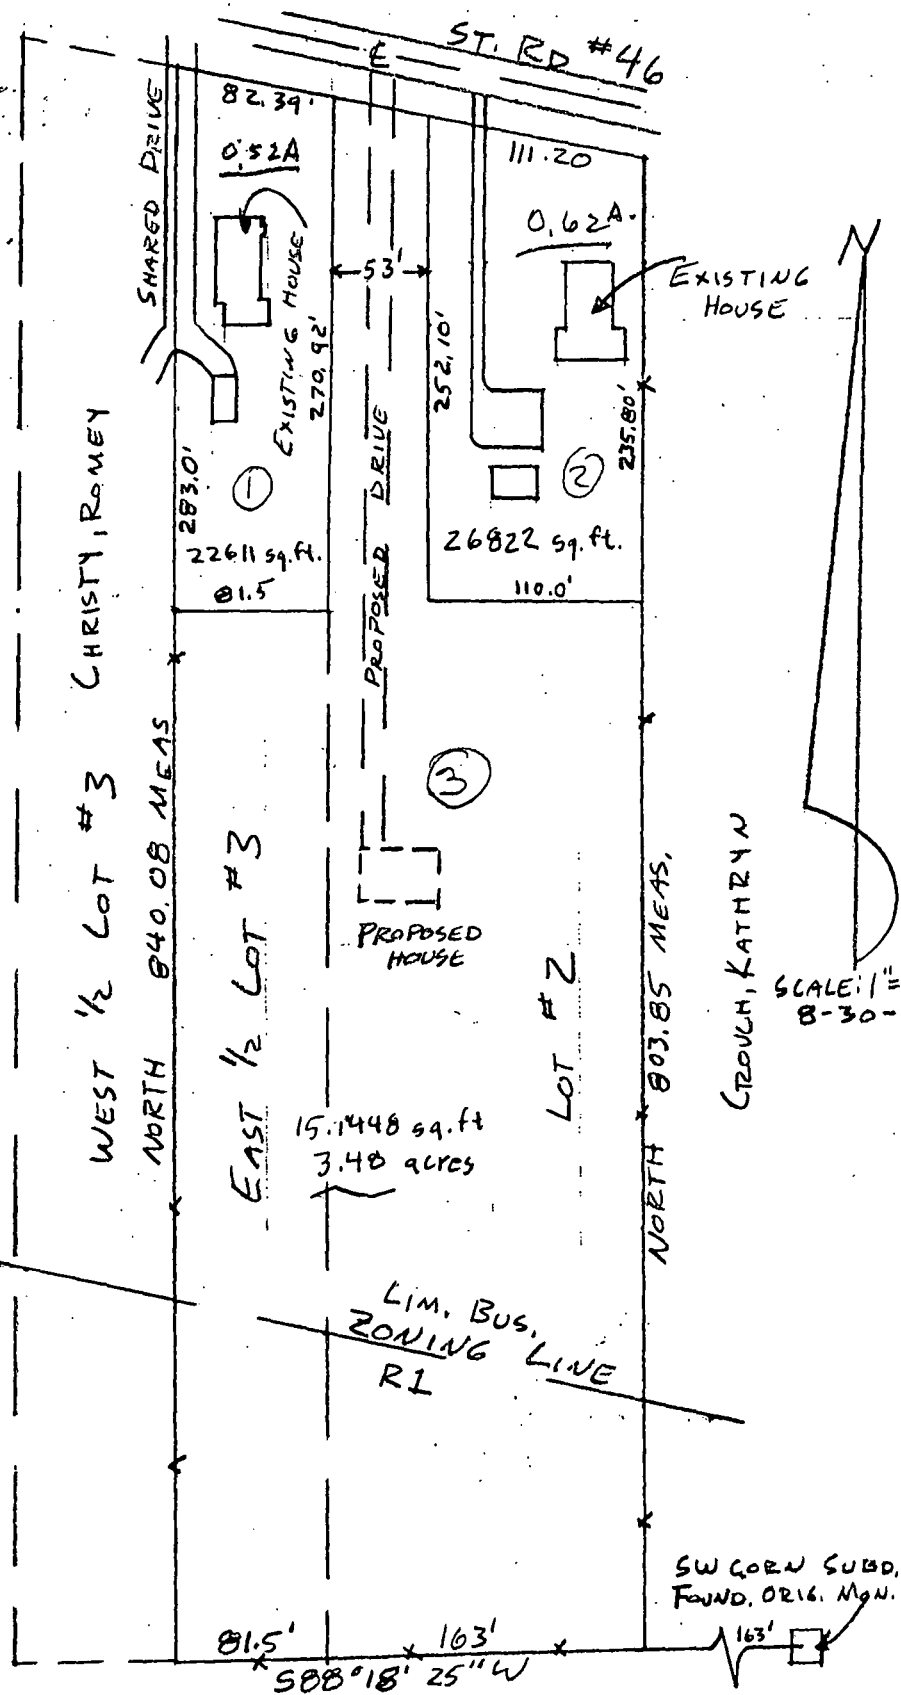 ST. RD #46
℄
82.39'
0.52A
SHARED DRIVE
EXISTING HOUSE
270.92'
53'
252.10'
PROPOSED DRIVE
111.20
0.62A.
EXISTING
HOUSE
235.80'
283.0'
1
22611 sq.ft.
81.5
2
26822 sq.ft.
110.0'
N
WEST 1/2 LOT #3 CHRISTY, ROMEY
NORTH 840.08 MEAS
EAST 1/2 LOT #3
3
PROPOSED
HOUSE
LOT #2
NORTH 803.85 MEAS.
CROUCH, KATHRYN
SCALE: 1"=
8-30-
15.1448 sq.ft
3.48 acres
LIM. BUS.
ZONING LINE
R1
SW CORN SUBD.
FOUND. ORIG. MON.
163'
81.5'
163'
S88°18'25"W